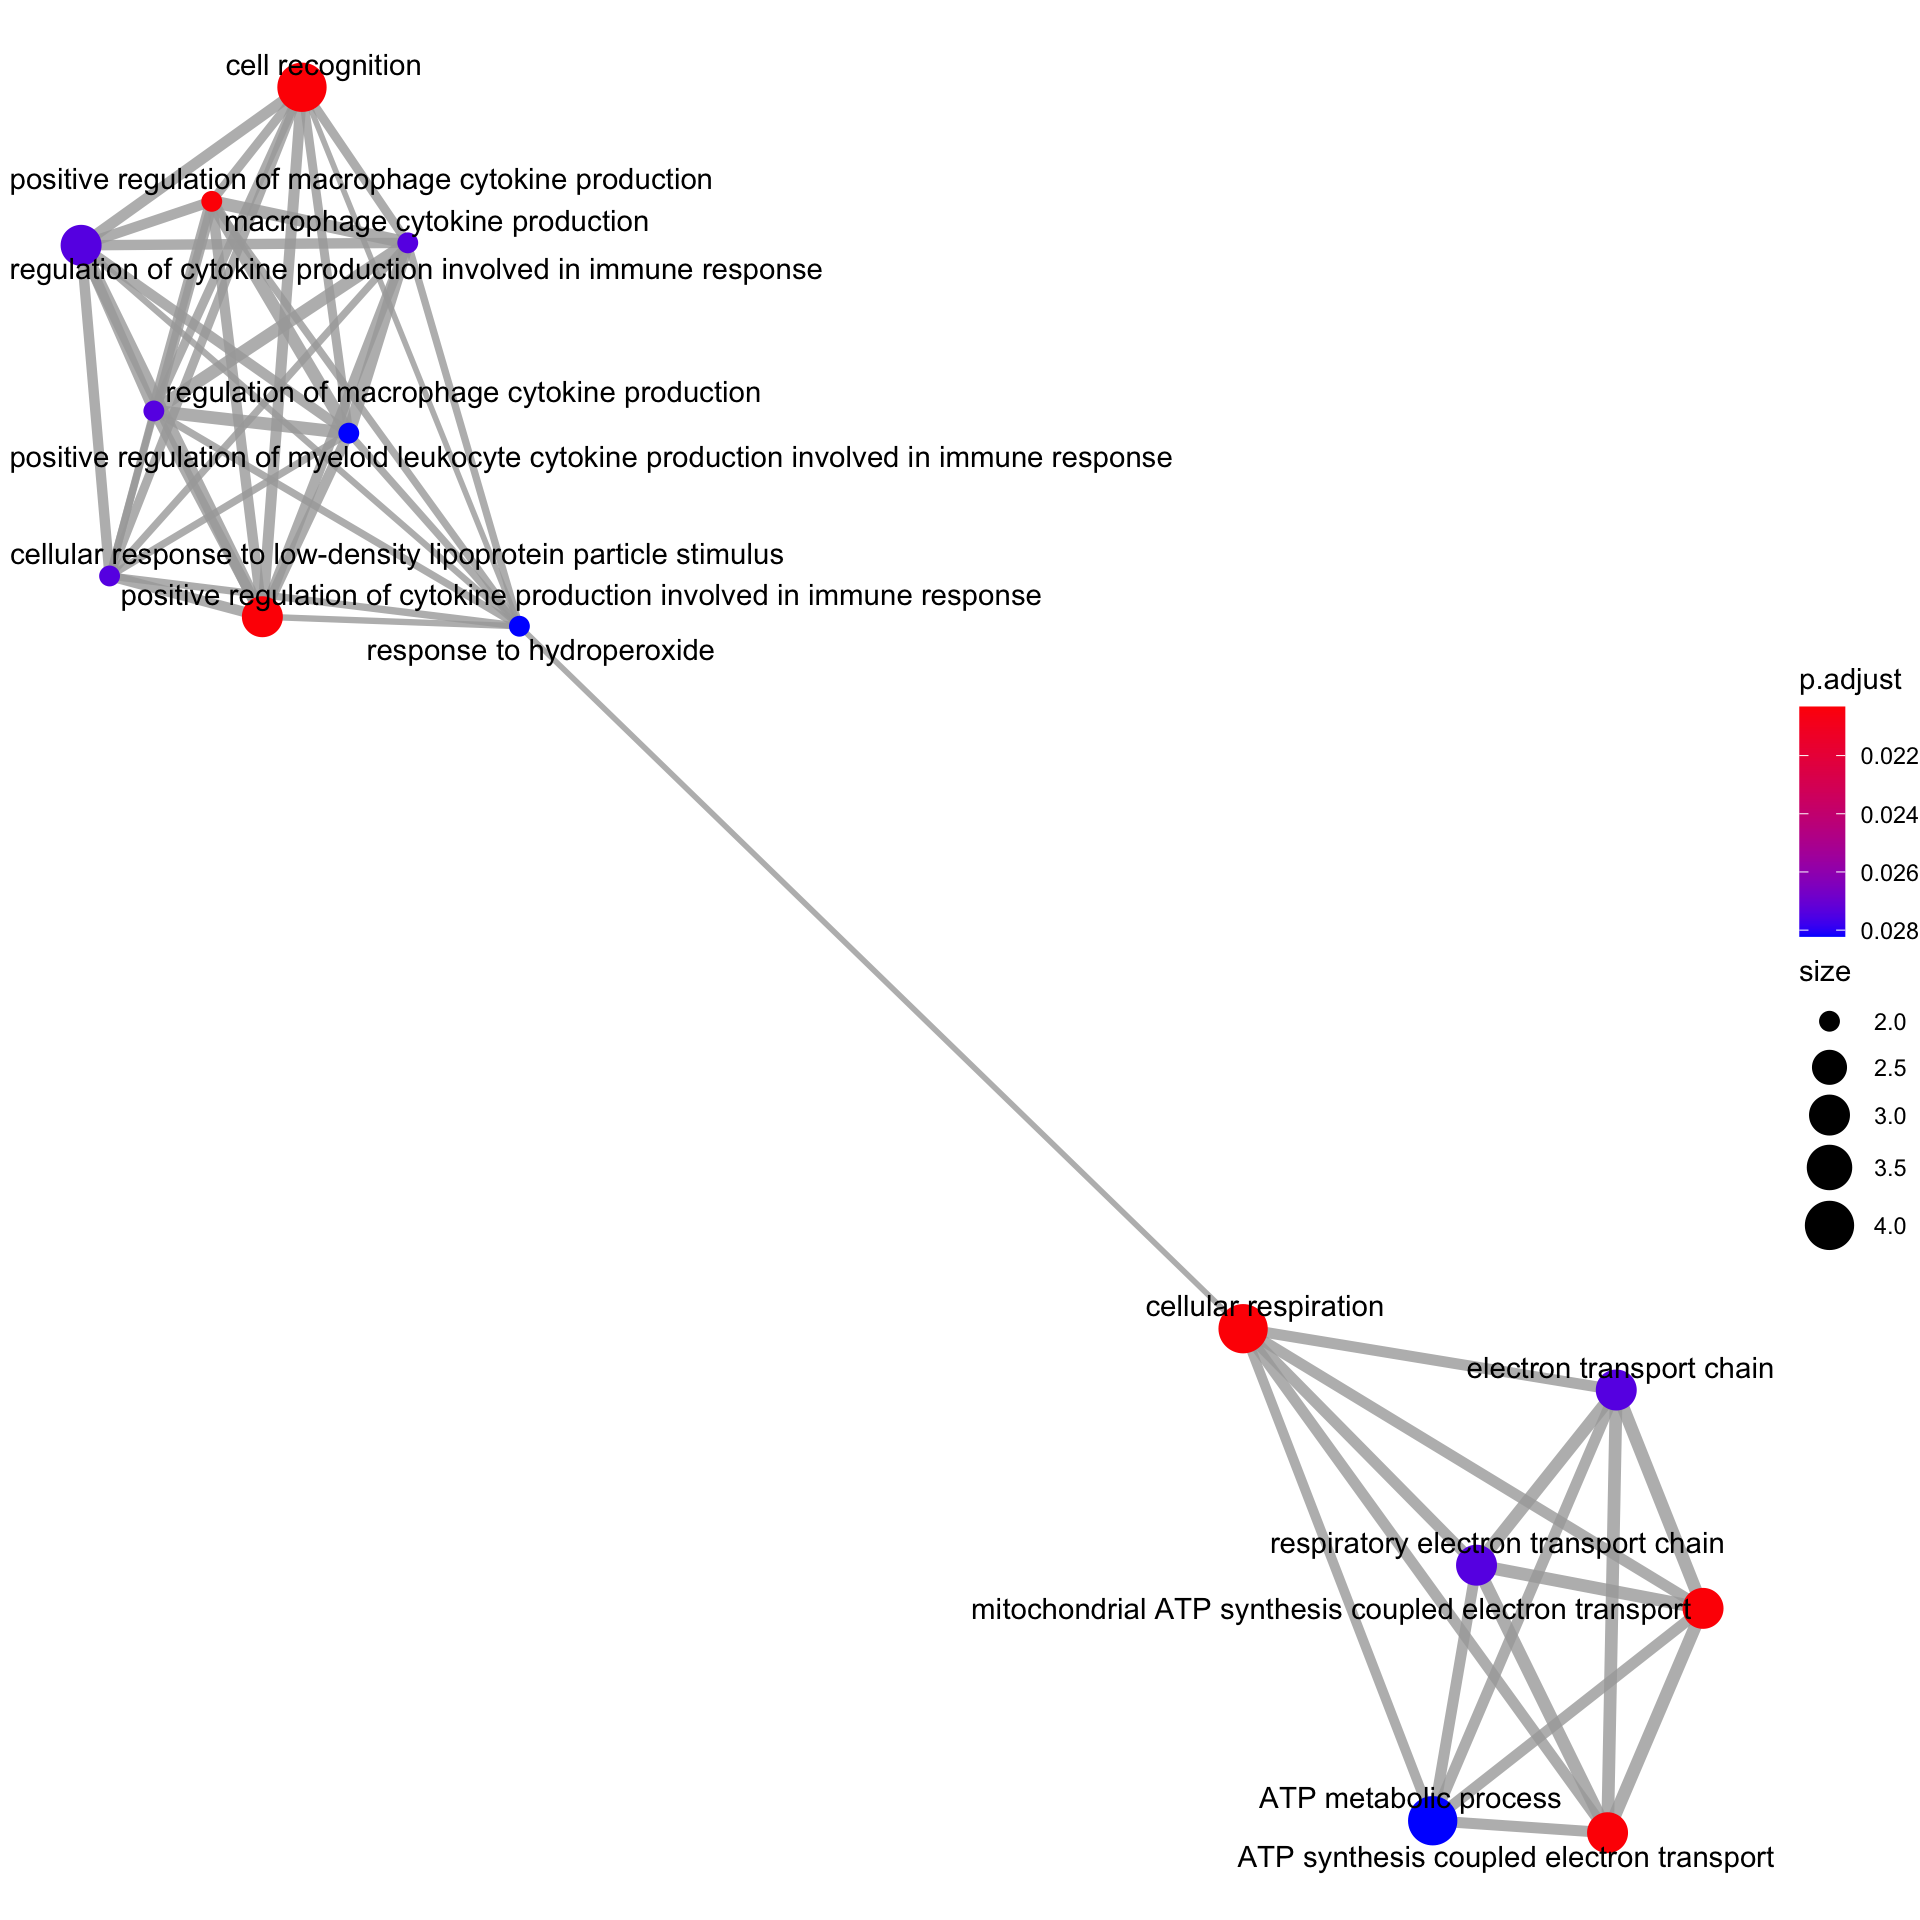 cell recognition
positive regulation of macrophage cytokine production
macrophage cytokine production
regulation of cytokine production involved in immune response
regulation of macrophage cytokine production
positive regulation of myeloid leukocyte cytokine production involved in immune response
cellular response to low-density lipoprotein particle stimulus
positive regulation of cytokine production involved in immune response
response to hydroperoxide
p.adjust
0.022
0.024
0.026
0.028
size
2.0
2.5
3.0
3.5
4.0
cellular respiration
electron transport chain
respiratory electron transport chain
mitochondrial ATP synthesis coupled electron transport
ATP metabolic process
ATP synthesis coupled electron transport